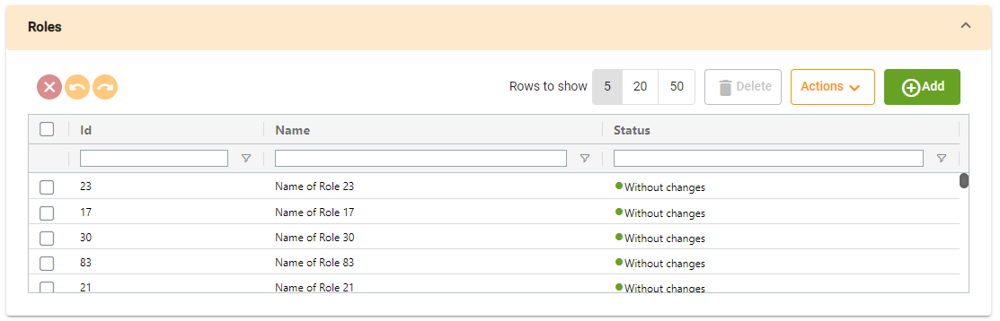 Roles
Rows to show 5 20 50 Delete Actions Add
Id Name Status
23 Name of Role 23 Without changes
17 Name of Role 17 Without changes
30 Name of Role 30 Without changes
83 Name of Role 83 Without changes
21 Name of Role 21 Without changes